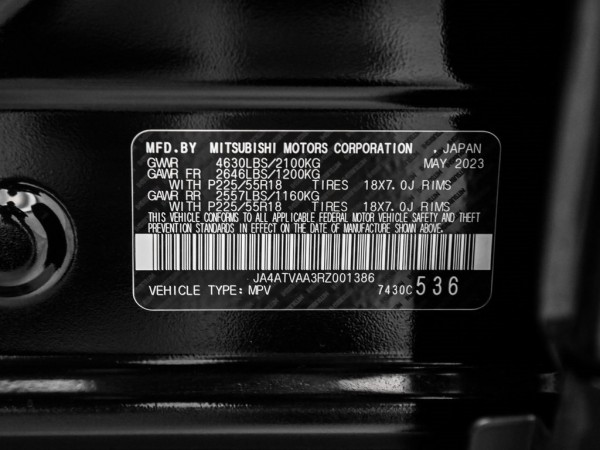 MFD.BY MITSUBISHI MOTORS CORPORATION , JAPAN
GVWR 4630LBS/2100KG MAY 2023
GAWR FR 2646LBS/1200KG
WITH P225/55R18 TIRES 18X7.0J RIMS
GAWR RR 2557LBS/1160KG
WITH P225/55R18 TIRES 18X7.0J RIMS
THIS VEHICLE CONFORMS TO ALL APPLICABLE FEDERAL MOTOR VEHICLE SAFETY AND THEFT
PREVENTION STANDARDS IN EFFECT ON THE DATE OF MANUFACTURE SHOWN ABOVE.
JA4ATVAA3RZ001386
VEHICLE TYPE: MPV 7430C536